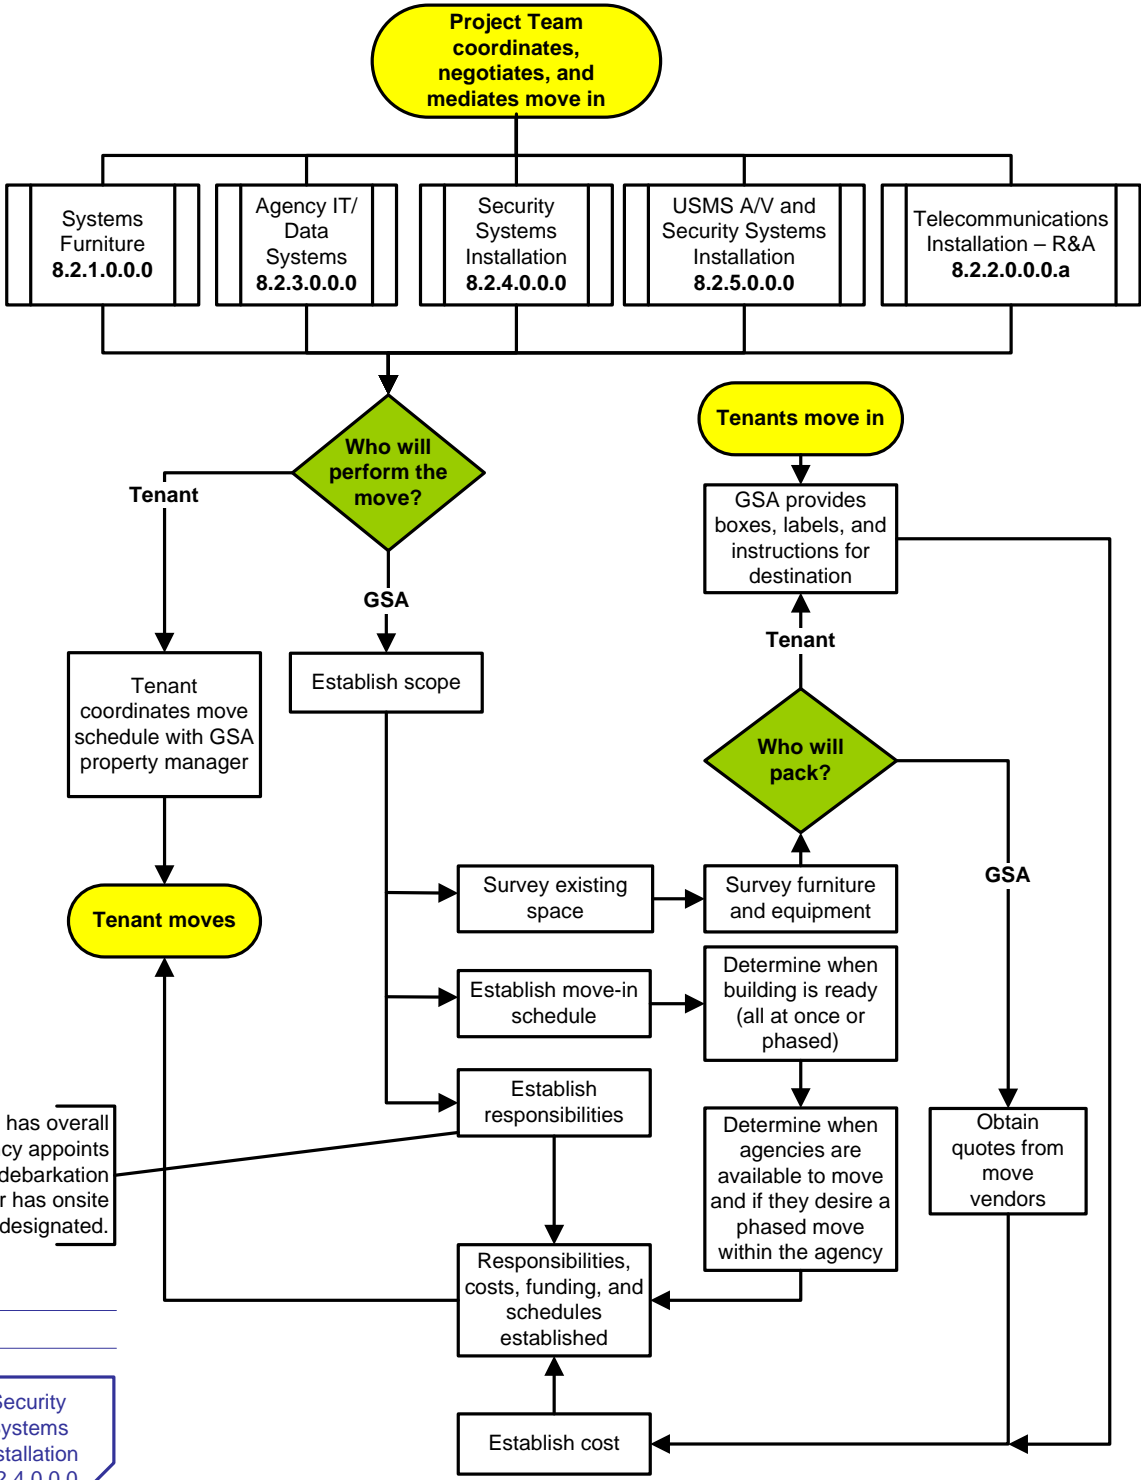 Project Team
coordinates,
negotiates, and
mediates move in
Systems
Furniture
8.2.1.0.0.0
Agency IT/
Data
Systems
8.2.3.0.0.0
Security
Systems
Installation
8.2.4.0.0.0
USMS A/V and
Security Systems
Installation
8.2.5.0.0.0
Telecommunications
Installation – R&A
8.2.2.0.0.0.a
Who will
perform the
move?
Tenant
GSA
Tenants move in
GSA provides
boxes, labels, and
instructions for
destination
Tenant
Tenant
coordinates move
schedule with GSA
property manager
Establish scope
Who will
pack?
GSA
Tenant moves
Survey existing
space
Survey furniture
and equipment
Establish move-in
schedule
Determine when
building is ready
(all at once or
phased)
Establish
responsibilities
Determine when
agencies are
available to move
and if they desire a
phased move
within the agency
Obtain
quotes from
move
vendors
has overall
appoints
debarkation
has onsite
designated.
Responsibilities,
costs, funding, and
schedules
established
Establish cost
Security
Systems